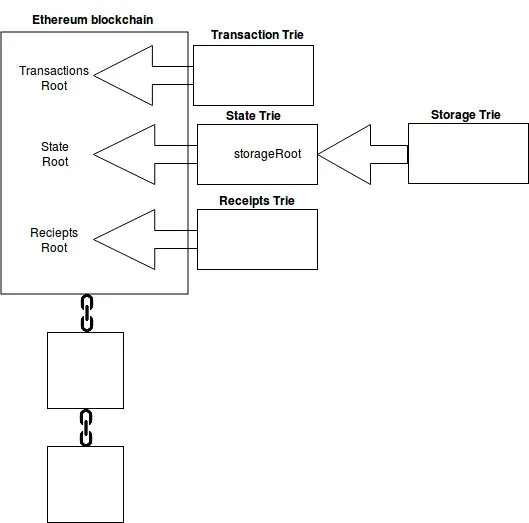 Ethereum blockchain
Transaction Trie
Transactions
Root
State Trie
Storage Trie
State
Root
storageRoot
Receipts Trie
Reciepts
Root